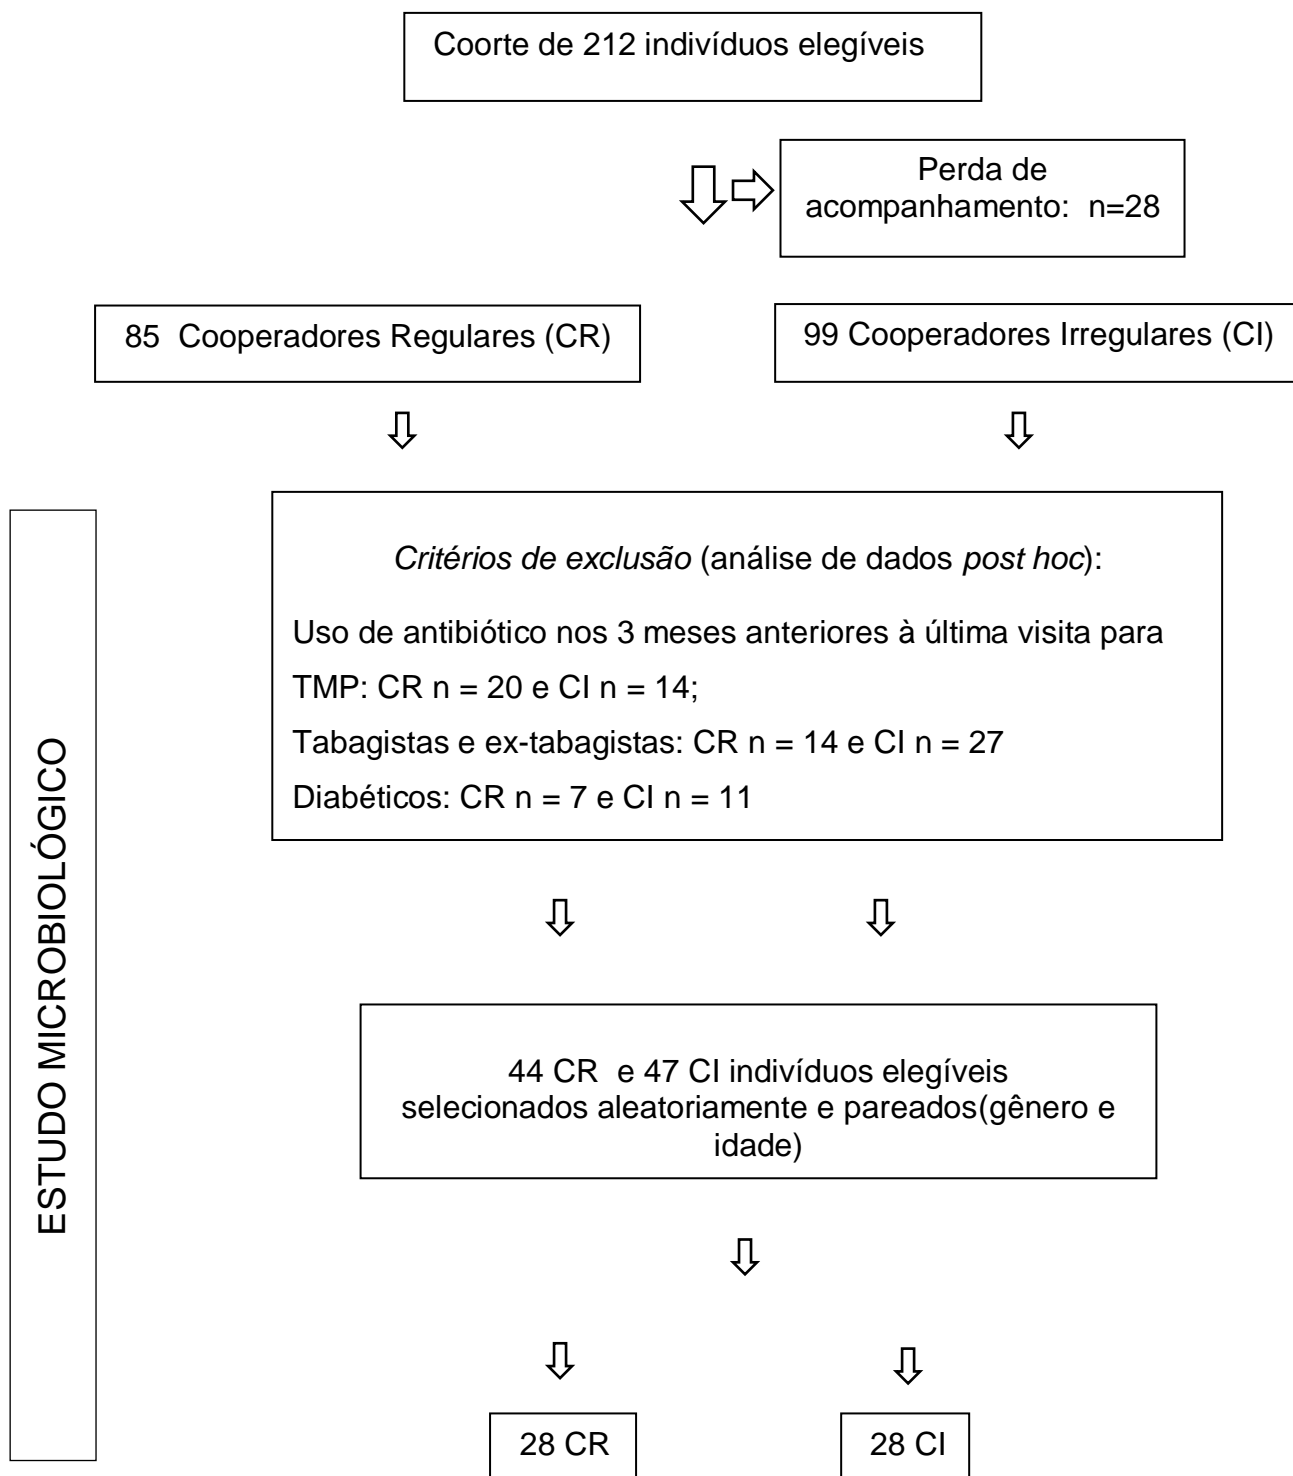 Coorte de 212 indivíduos elegíveis
Perda de
acompanhamento: n=28
85 Cooperadores Regulares (CR)
99 Cooperadores Irregulares (CI)
ESTUDO MICROBIOLÓGICO
Critérios de exclusão (análise de dados post hoc):
Uso de antibiótico nos 3 meses anteriores à última visita para
TMP: CR n = 20 e CI n = 14;
Tabagistas e ex-tabagistas: CR n = 14 e CI n = 27
Diabéticos: CR n = 7 e CI n = 11
44 CR e 47 CI indivíduos elegíveis
selecionados aleatoriamente e pareados(gênero e
idade)
28 CR
28 CI